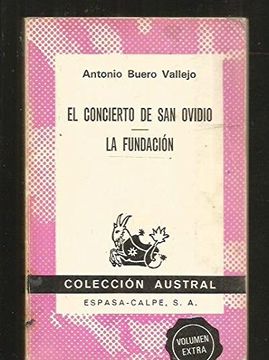 Antonio Buero Vallejo
EL CONCIERTO DE SAN OVIDIO
LA FUNDACIÓN
COLECCIÓN AUSTRAL
ESPASA-CALPE, S. A.
VOLUMEN
EXTRA